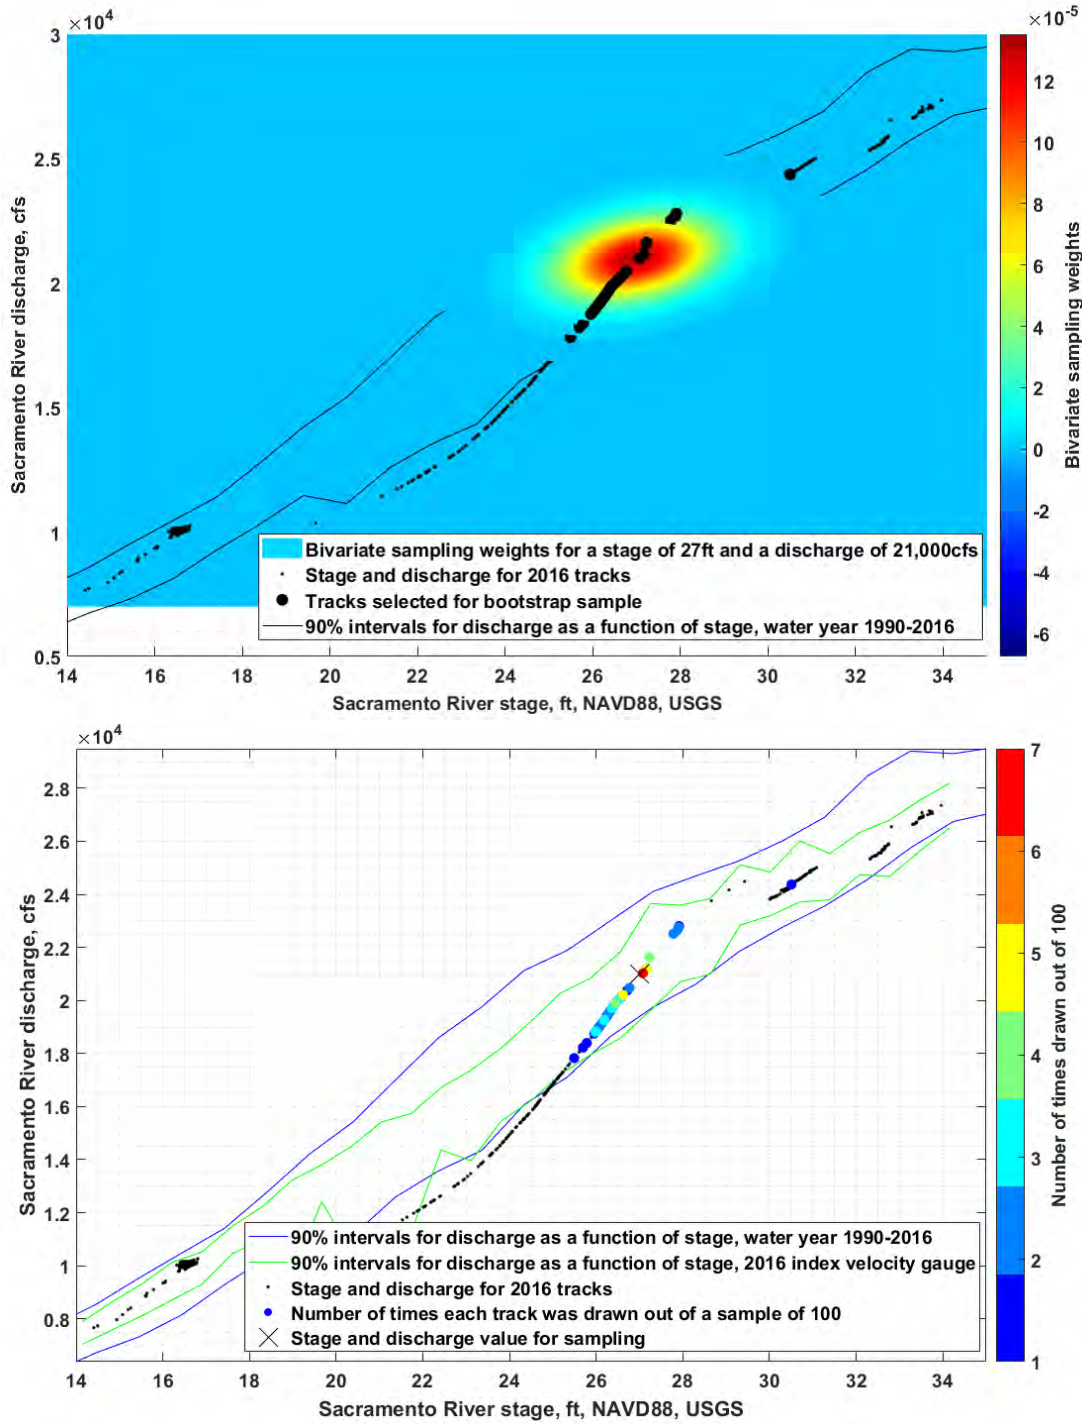 ×10⁴
×10⁻⁵
3
2.5
2
1.5
1
0.5
Sacramento River discharge, cfs
12
10
8
6
4
2
0
-2
-4
-6
Bivariate sampling weights
Bivariate sampling weights for a stage of 27ft and a discharge of 21,000cfs
Stage and discharge for 2016 tracks
Tracks selected for bootstrap sample
90% intervals for discharge as a function of stage, water year 1990-2016
14 16 18 20 22 24 26 28 30 32 34
Sacramento River stage, ft, NAVD88, USGS
×10⁴
2.8
2.6
2.4
2.2
2
1.8
1.6
1.4
1.2
1
0.8
Sacramento River discharge, cfs
7
6
5
4
3
2
1
Number of times drawn out of 100
90% intervals for discharge as a function of stage, water year 1990-2016
90% intervals for discharge as a function of stage, 2016 index velocity gauge
Stage and discharge for 2016 tracks
Number of times each track was drawn out of a sample of 100
Stage and discharge value for sampling
14 16 18 20 22 24 26 28 30 32 34
Sacramento River stage, ft, NAVD88, USGS